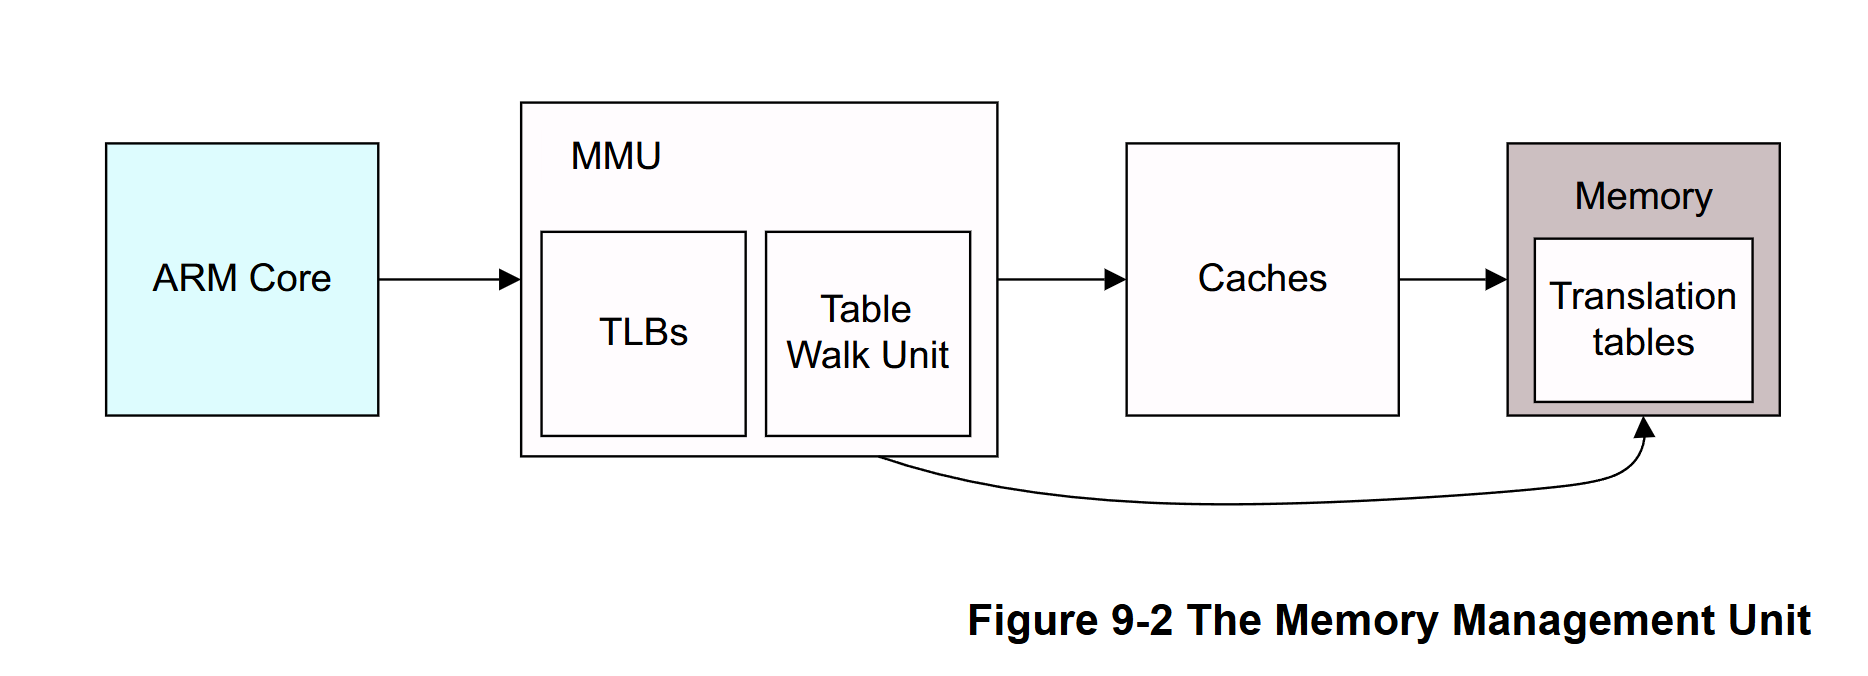 MMU
ARM Core
TLBs
Table
Walk Unit
Caches
Memory
Translation
tables
Figure 9-2 The Memory Management Unit